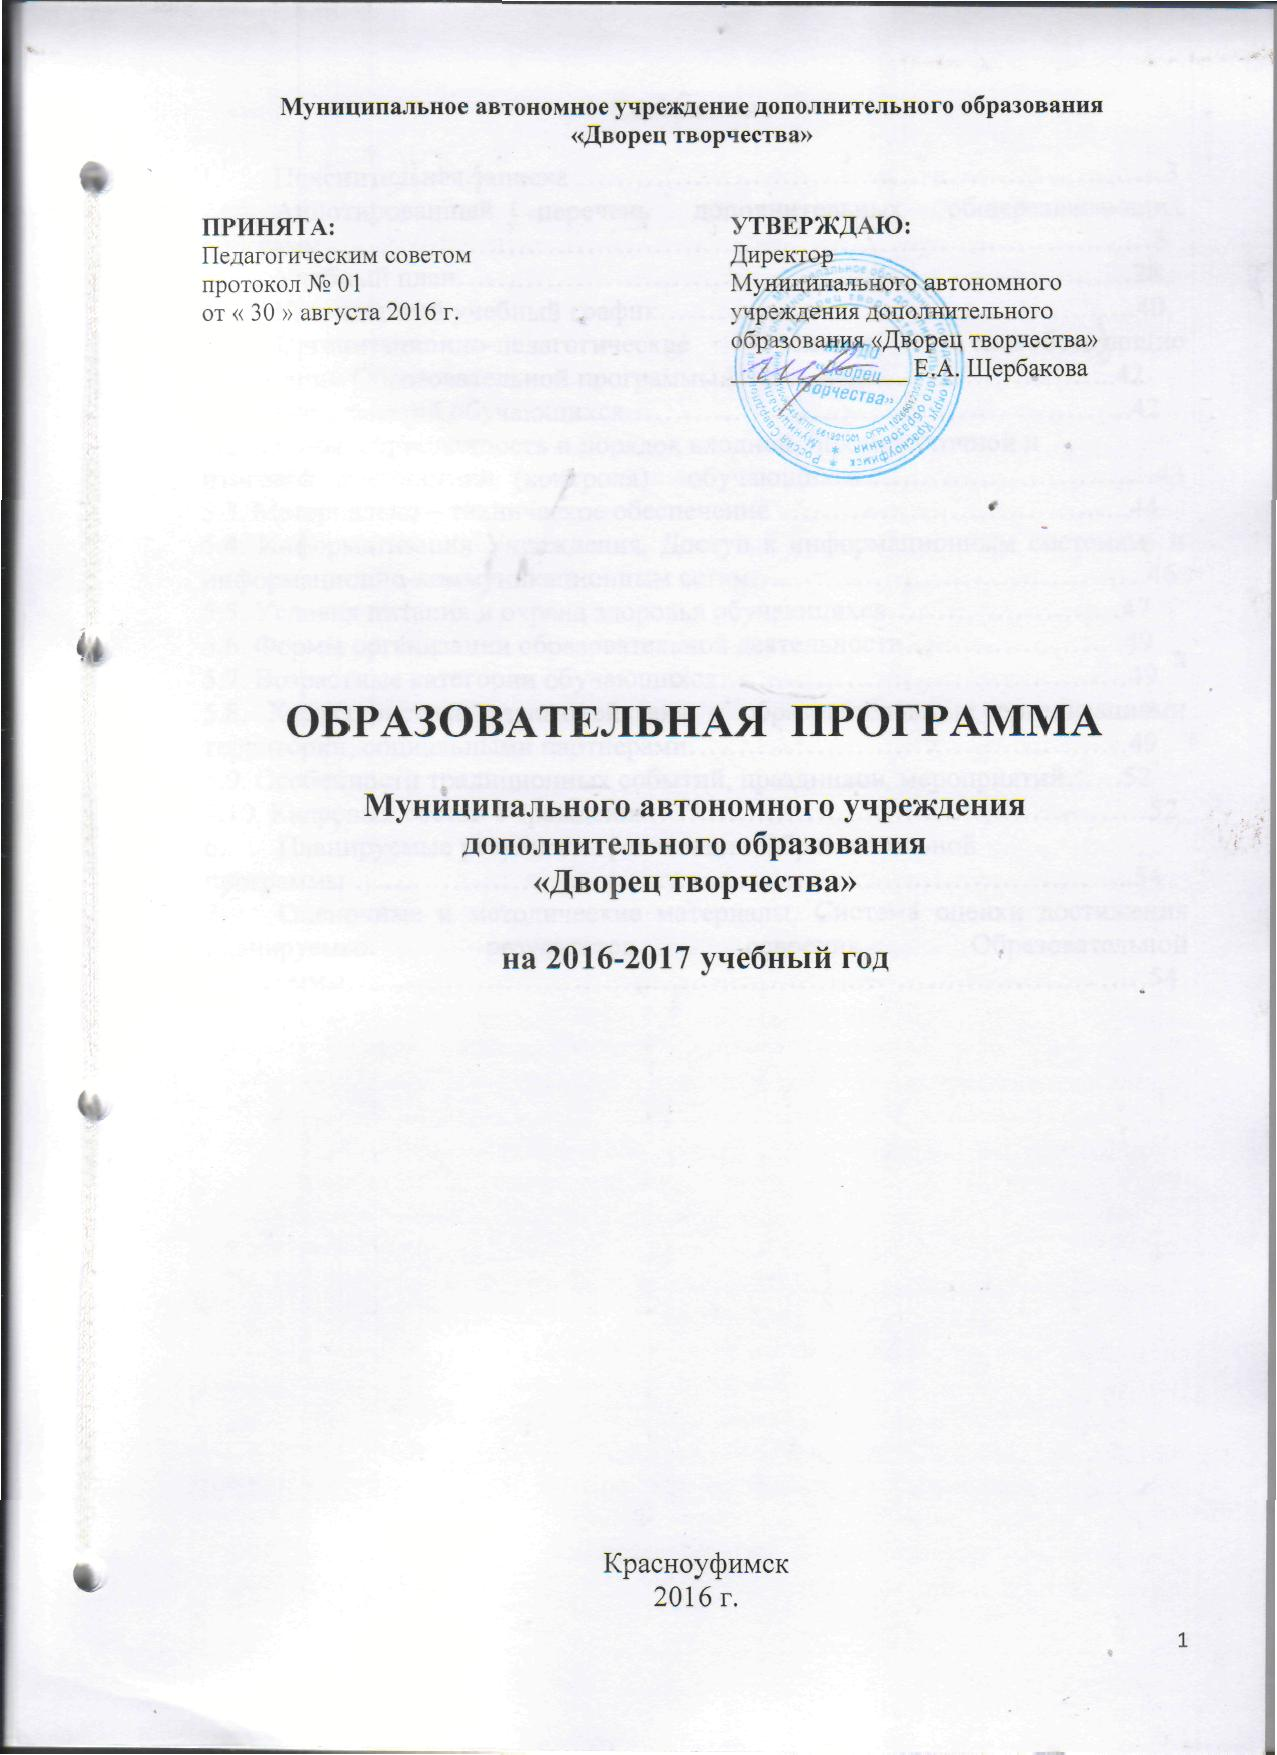 Муниципальное автономное учреждение дополнительного образования
«Дворец творчества»
ПРИНЯТА:
Педагогическим советом
протокол № 01
от « 30 » августа 2016 г.
УТВЕРЖДАЮ:
Директор
Муниципального автономного
учреждения дополнительного
образования «Дворец творчества»
Е.А. Щербакова
«Дворец
творчества»
ОБРАЗОВАТЕЛЬНАЯ ПРОГРАММА
Муниципального автономного учреждения
дополнительного образования
«Дворец творчества»
на 2016-2017 учебный год
Красноуфимск
2016 г.
1